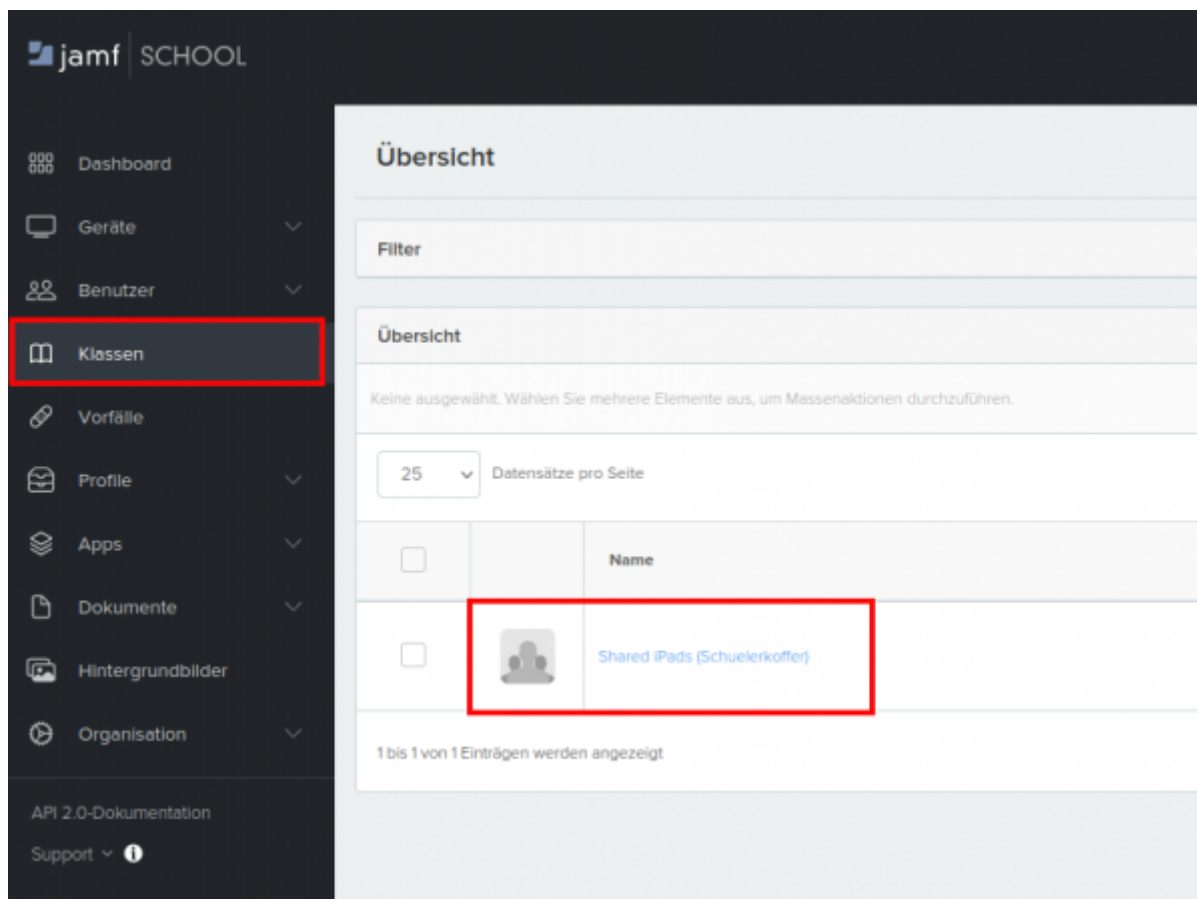 jamf SCHOOL
Dashboard
Geräte
Benutzer
Klassen
Vorfälle
Profile
Apps
Dokumente
Hintergrundbilder
Organisation
API 2.0-Dokumentation
Support
Übersicht
Filter
Übersicht
Keine ausgewählt. Wählen Sie mehrere Elemente aus, um Massenaktionen durchzuführen.
25 Datensätze pro Seite
Name
Shared iPads (Schuelerkoffer)
1 bis 1 von 1 Einträgen werden angezeigt